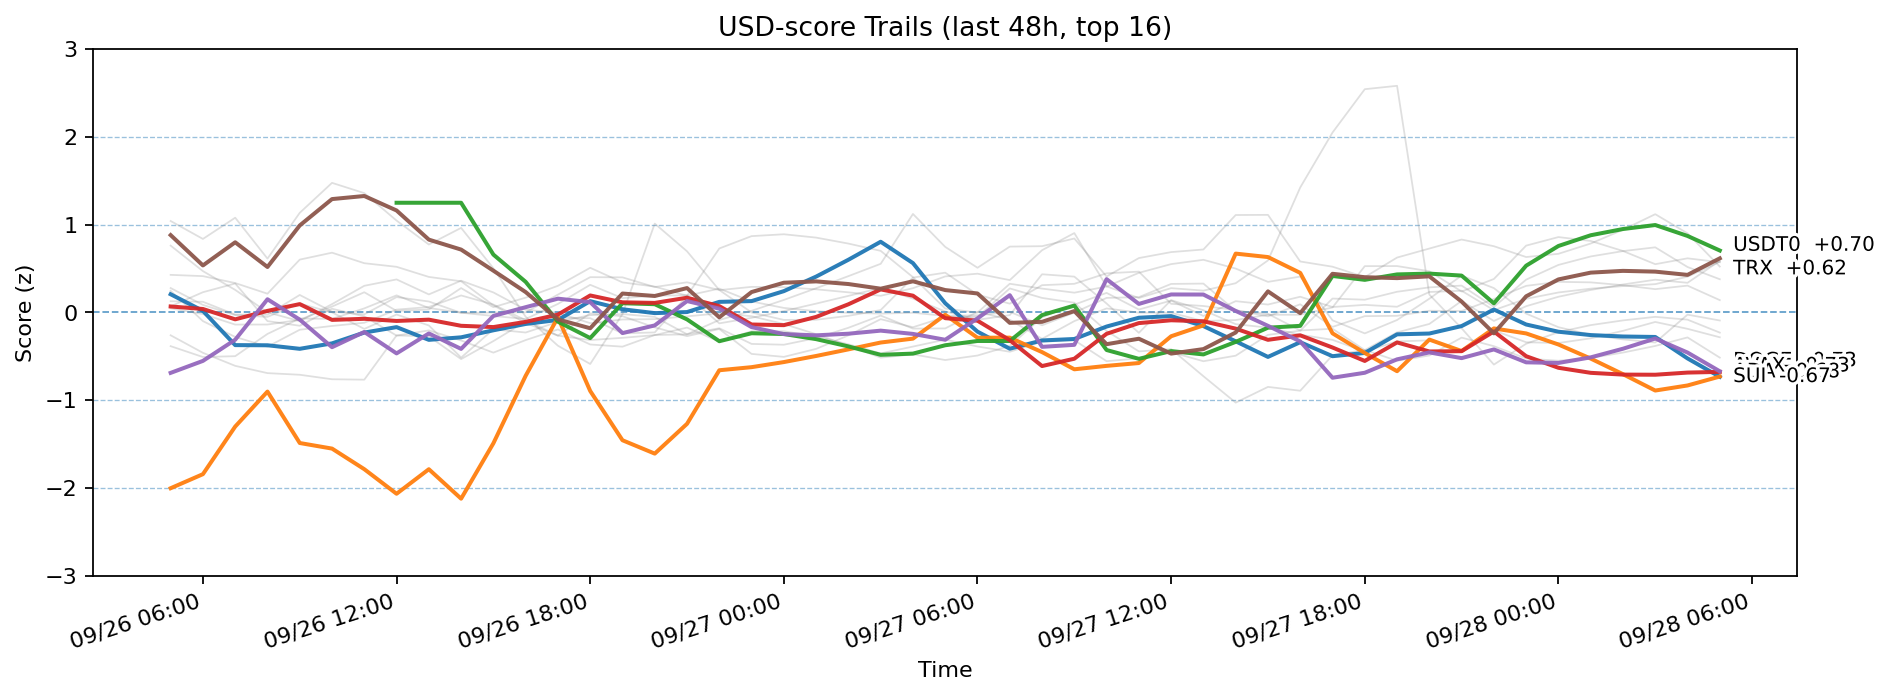 USD-score Trails (last 48h, top 16)
Score (z)
3
2
1
0
−1
−2
−3
USDT0 +0.70
TRX +0.62
SUI -0.67
09/26 06:00
09/26 12:00
09/26 18:00
09/27 00:00
09/27 06:00
09/27 12:00
09/27 18:00
09/28 00:00
09/28 06:00
Time